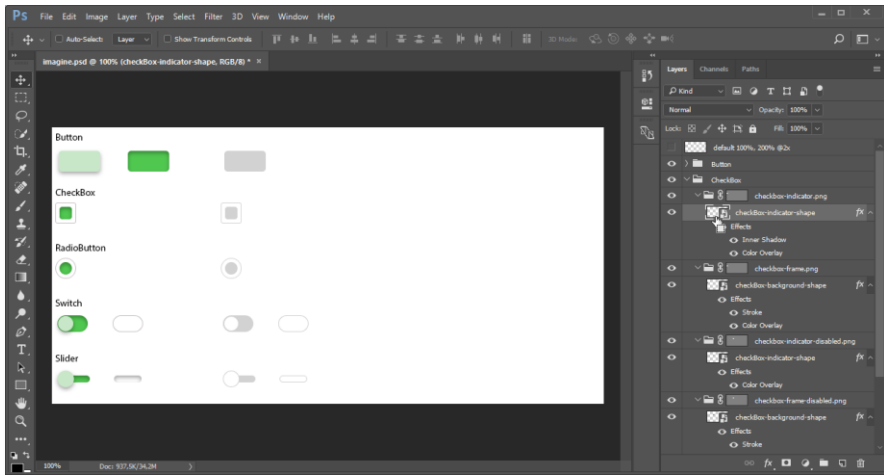 Ps File Edit Image Layer Type Select Filter 3D View Window Help
Auto-Select: Layer Show Transform Controls 3D Mode:
imagine.psd @ 100% (checkBox-indicator-shape, RGB/8) * ×
Button
CheckBox
RadioButton
Switch
Slider
100% Doc: 937,5K/34.2M
Layers Channels Paths
Kind
Normal Opacity: 100%
Lock: Fill: 100%
default 100%, 200% @2x
Button
CheckBox
checkbox-indicator.png
checkBox-indicator-shape fx
Effects
Inner Shadow
Color Overlay
checkbox-frame.png
checkBox-background-shape fx
Effects
Stroke
Color Overlay
checkbox-indicator-disabled.png
checkBox-indicator-shape fx
Effects
Color Overlay
checkbox-frame-disabled.png
checkBox-background-shape fx
Effects
Stroke
fx